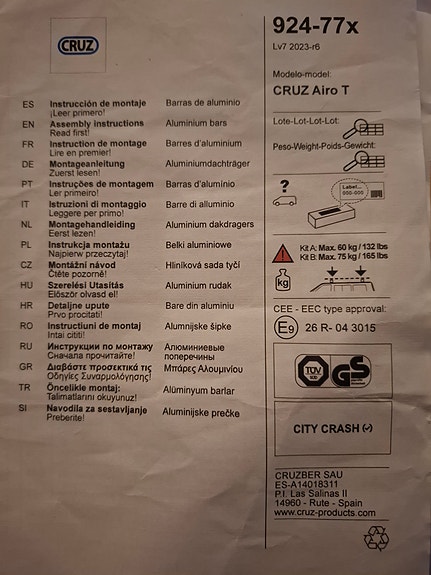 CRUZ
924-77x
Lv7 2023-r6
Modelo-model:
CRUZ Airo T
ES Instrucción de montaje Barras de aluminio
¡Leer primero!
EN Assembly instructions Aluminium bars
Read first!
FR Instruction de montage Barres d'aluminium
Lire en premier!
DE Montageanleitung Aluminiumdachträger
Zuerst lesen!
PT Instruções de montagem Barras d'alumínio
Ler primeiro!
IT Istruzioni di montaggio Barre di alluminio
Leggere per primo!
NL Montagehandleiding Aluminium dakdragers
Eerst lezen!
PL Instrukcja montażu Belki aluminiowe
Najpierw przeczytaj!
CZ Montážní návod Hliníková sada tyčí
Čtěte pozorně!
HU Szerelési Utasitás Aluminium rudak
Először olvasd el!
HR Detaljne upute Bare din aluminiu
Prvo procitati!
RO Instructiuni de montaj Alumnijske šipke
Intai cititi!
RU Инструкции по монтажу Алюминиевые
Сначала прочитайте! поперечины
GR Διαβάστε προσεκτικά τις Μπάρες Αλουμινίου
Οδηγίες Συναρμολόγησης!
TR Öncelikle montaj: Alüminyum barlar
Talimatlarını okuyunuz!
SI Navodila za sestavljanje Aluminijske prečke
Preberite!
Lote-Lot-Lot-Lot:
Peso-Weight-Poids-Gewicht:
?
Label...
000-000
Kit A: Max. 60 kg / 132 lbs
Kit B: Max. 75 kg / 165 lbs
kg
CEE - EEC type approval:
E9 26 R- 04 3015
TÜV
SÜD
GS
CITY CRASH (✓)
CRUZBER SAU
ES-A14018311
P.I. Las Salinas II
14960 - Rute - Spain
www.cruz-products.com